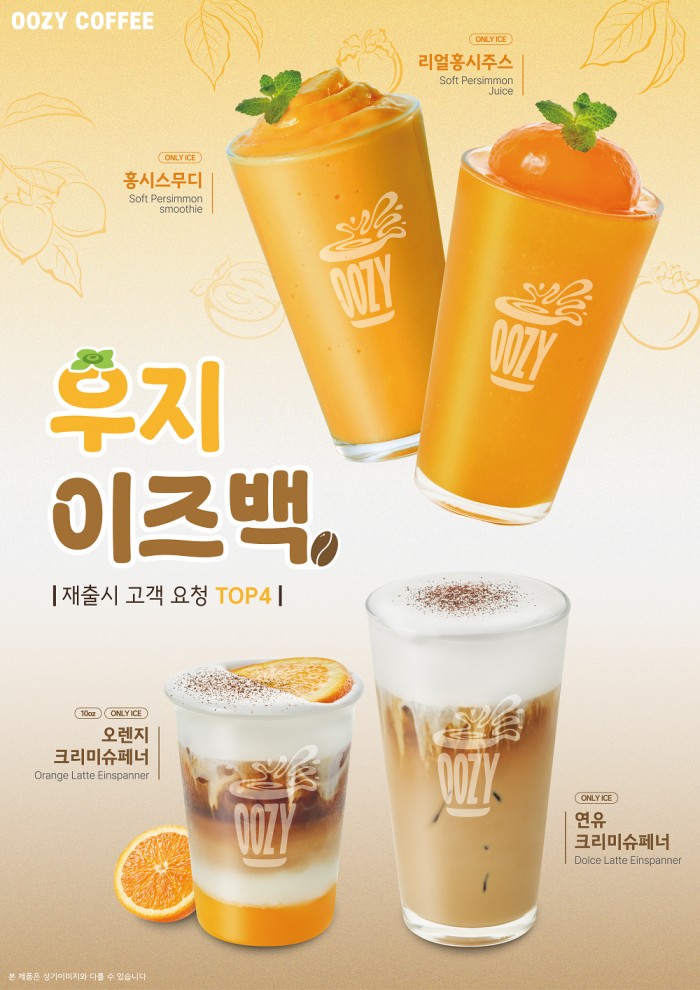 OOZY COFFEE
ONLY ICE
리얼홍시주스
Soft Persimmon
Juice
ONLY ICE
홍시스무디
Soft Persimmon
smoothie
OOZY
OOZY
우지
이즈백
재출시 고객 요청 TOP4
10oz ONLY ICE
오렌지
크리미슈페너
Orange Latte Einspanner
OOZY
OOZY
ONLY ICE
연유
크리미슈페너
Dolce Latte Einspanner
본 제품은 상기이미지와 다를 수 있습니다